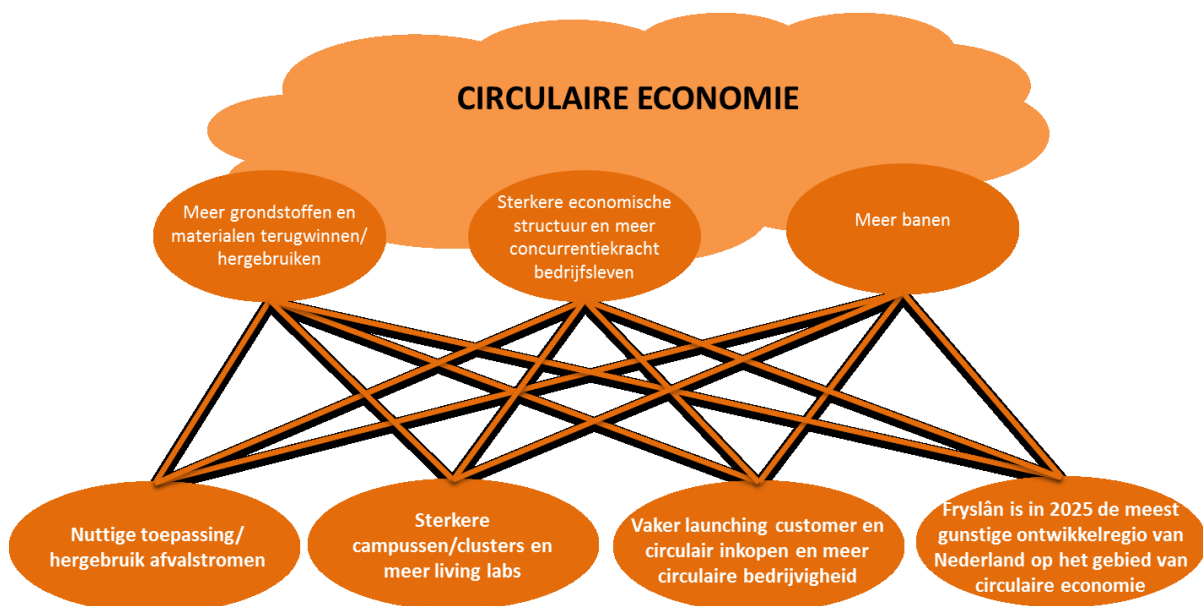 CIRCULAIRE ECONOMIE
Meer grondstoffen en
materialen terugwinnen/
hergebruiken
Sterkere economische
structuur en meer
concurrentiekracht
bedrijfsleven
Meer banen
Nuttige toepassing/
hergebruik afvalstromen
Sterkere
campussen/clusters en
meer living labs
Vaker launching customer en
circulair inkopen en meer
circulaire bedrijvigheid
Fryslân is in 2025 de meest
gunstige ontwikkelregio van
Nederland op het gebied van
circulaire economie